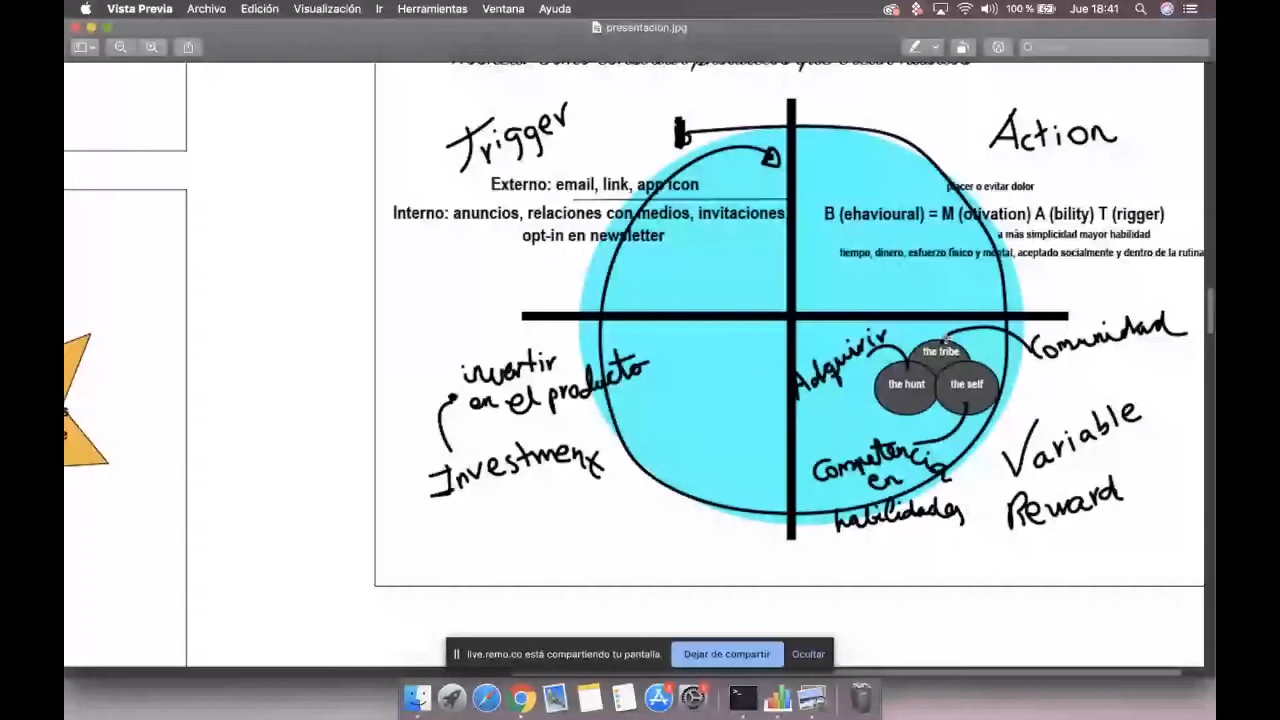 Vista Previa Archivo Edición Visualización Ir Herramientas Ventana Ayuda 100 % Jue 18:41
presentacion.jpg
Trigger
Action
Externo: email, link, app icon
placer o evitar dolor
Interno: anuncios, relaciones con medios, invitaciones,
opt-in en newsletter
B (ehavioural) = M (otivation) A (bility) T (rigger)
a más simplicidad mayor habilidad
tiempo, dinero, esfuerzo físico y mental, aceptado socialmente y dentro de la rutina
invertir
en el producto
Investment
Adquirir
the tribe
Comunidad
the hunt
the self
Competencia
en
habilidades
Variable
Reward
live.remo.co está compartiendo tu pantalla. Dejar de compartir Ocultar